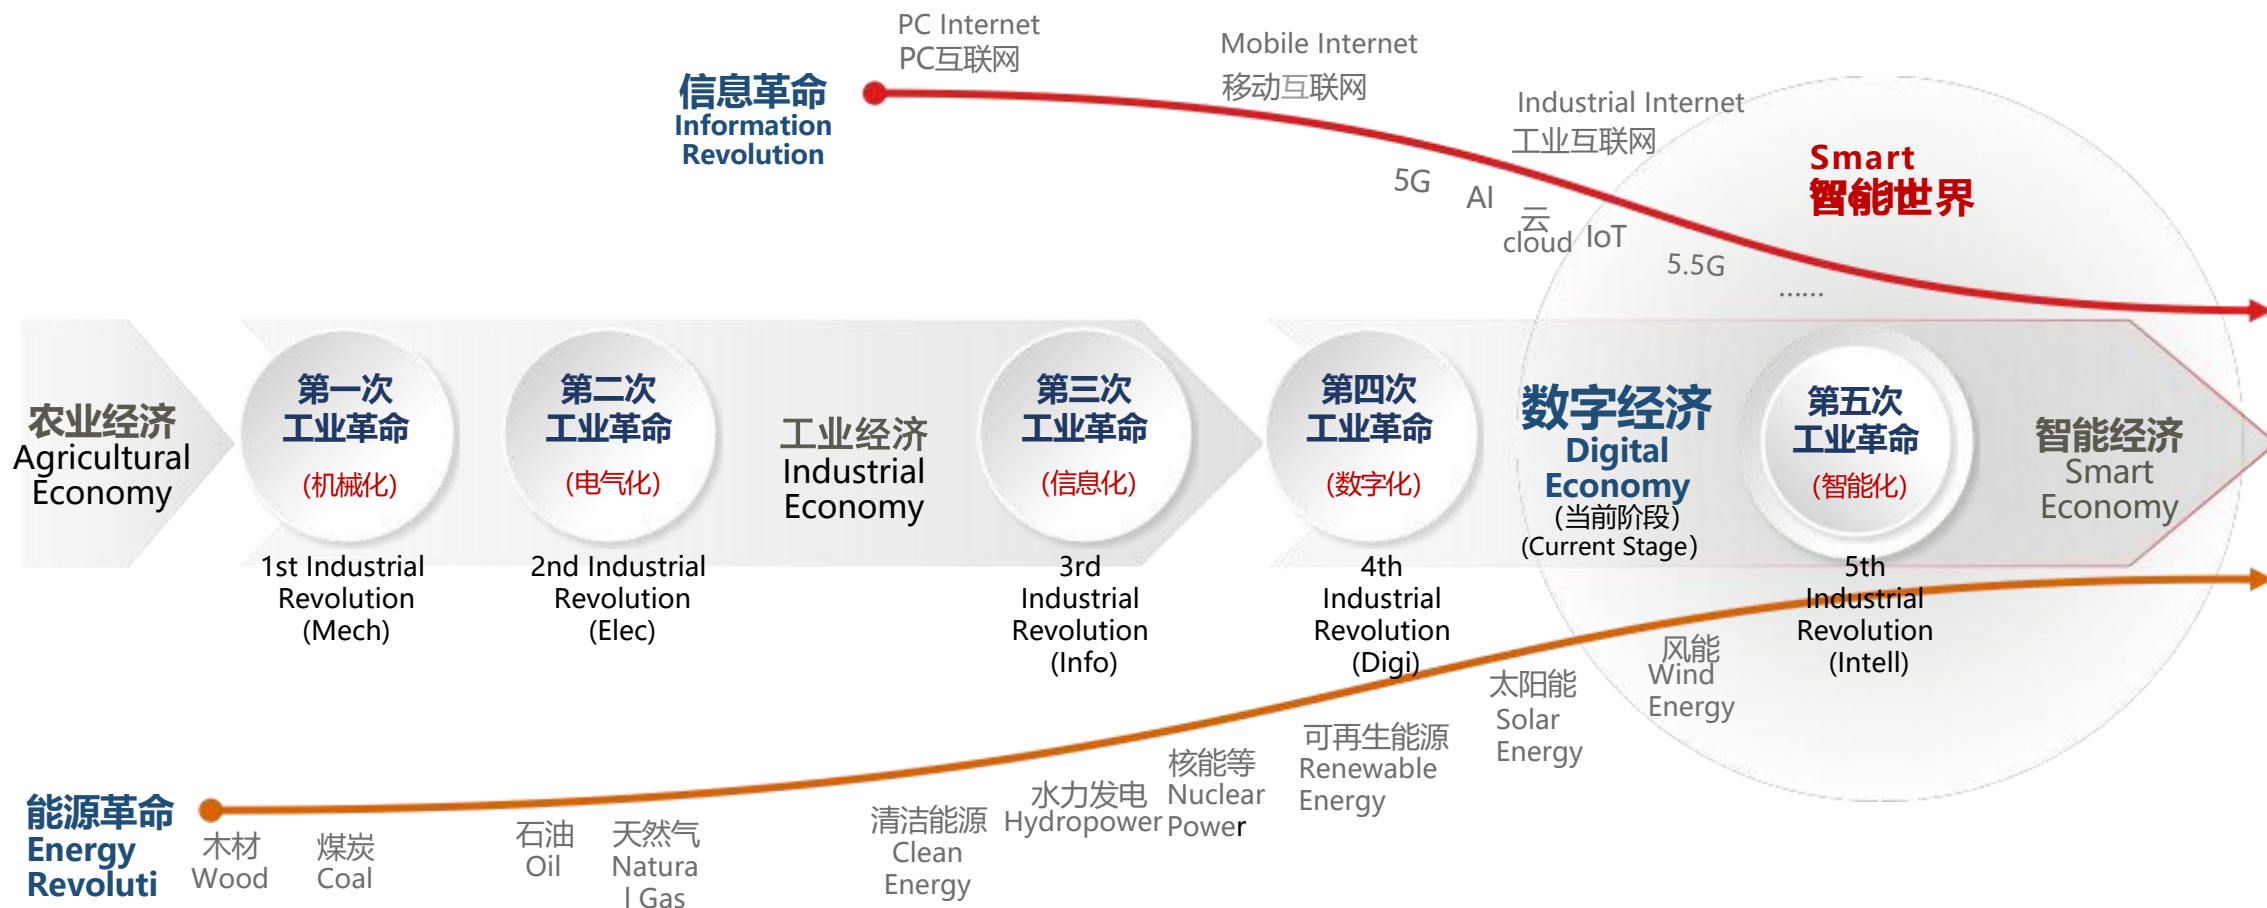 PC Internet
PC互联网
Mobile Internet
移动互联网
信息革命
Information
Revolution
Industrial Internet
工业互联网
5G
AI
云
cloud
IoT
5.5G
……
Smart
智能世界
农业经济
Agricultural
Economy
第一次
工业革命
(机械化)
1st Industrial
Revolution
(Mech)
第二次
工业革命
(电气化)
2nd Industrial
Revolution
(Elec)
工业经济
Industrial
Economy
第三次
工业革命
(信息化)
3rd
Industrial
Revolution
(Info)
第四次
工业革命
(数字化)
4th
Industrial
Revolution
(Digi)
数字经济
Digital
Economy
(当前阶段)
(Current Stage)
第五次
工业革命
(智能化)
5th
Industrial
Revolution
(Intell)
智能经济
Smart
Economy
能源革命
Energy
Revoluti
木材
Wood
煤炭
Coal
石油
Oil
天然气
Natura
l Gas
清洁能源
Clean
Energy
水力发电
Hydropower
核能等
Nuclear
Power
可再生能源
Renewable
Energy
太阳能
Solar
Energy
风能
Wind
Energy